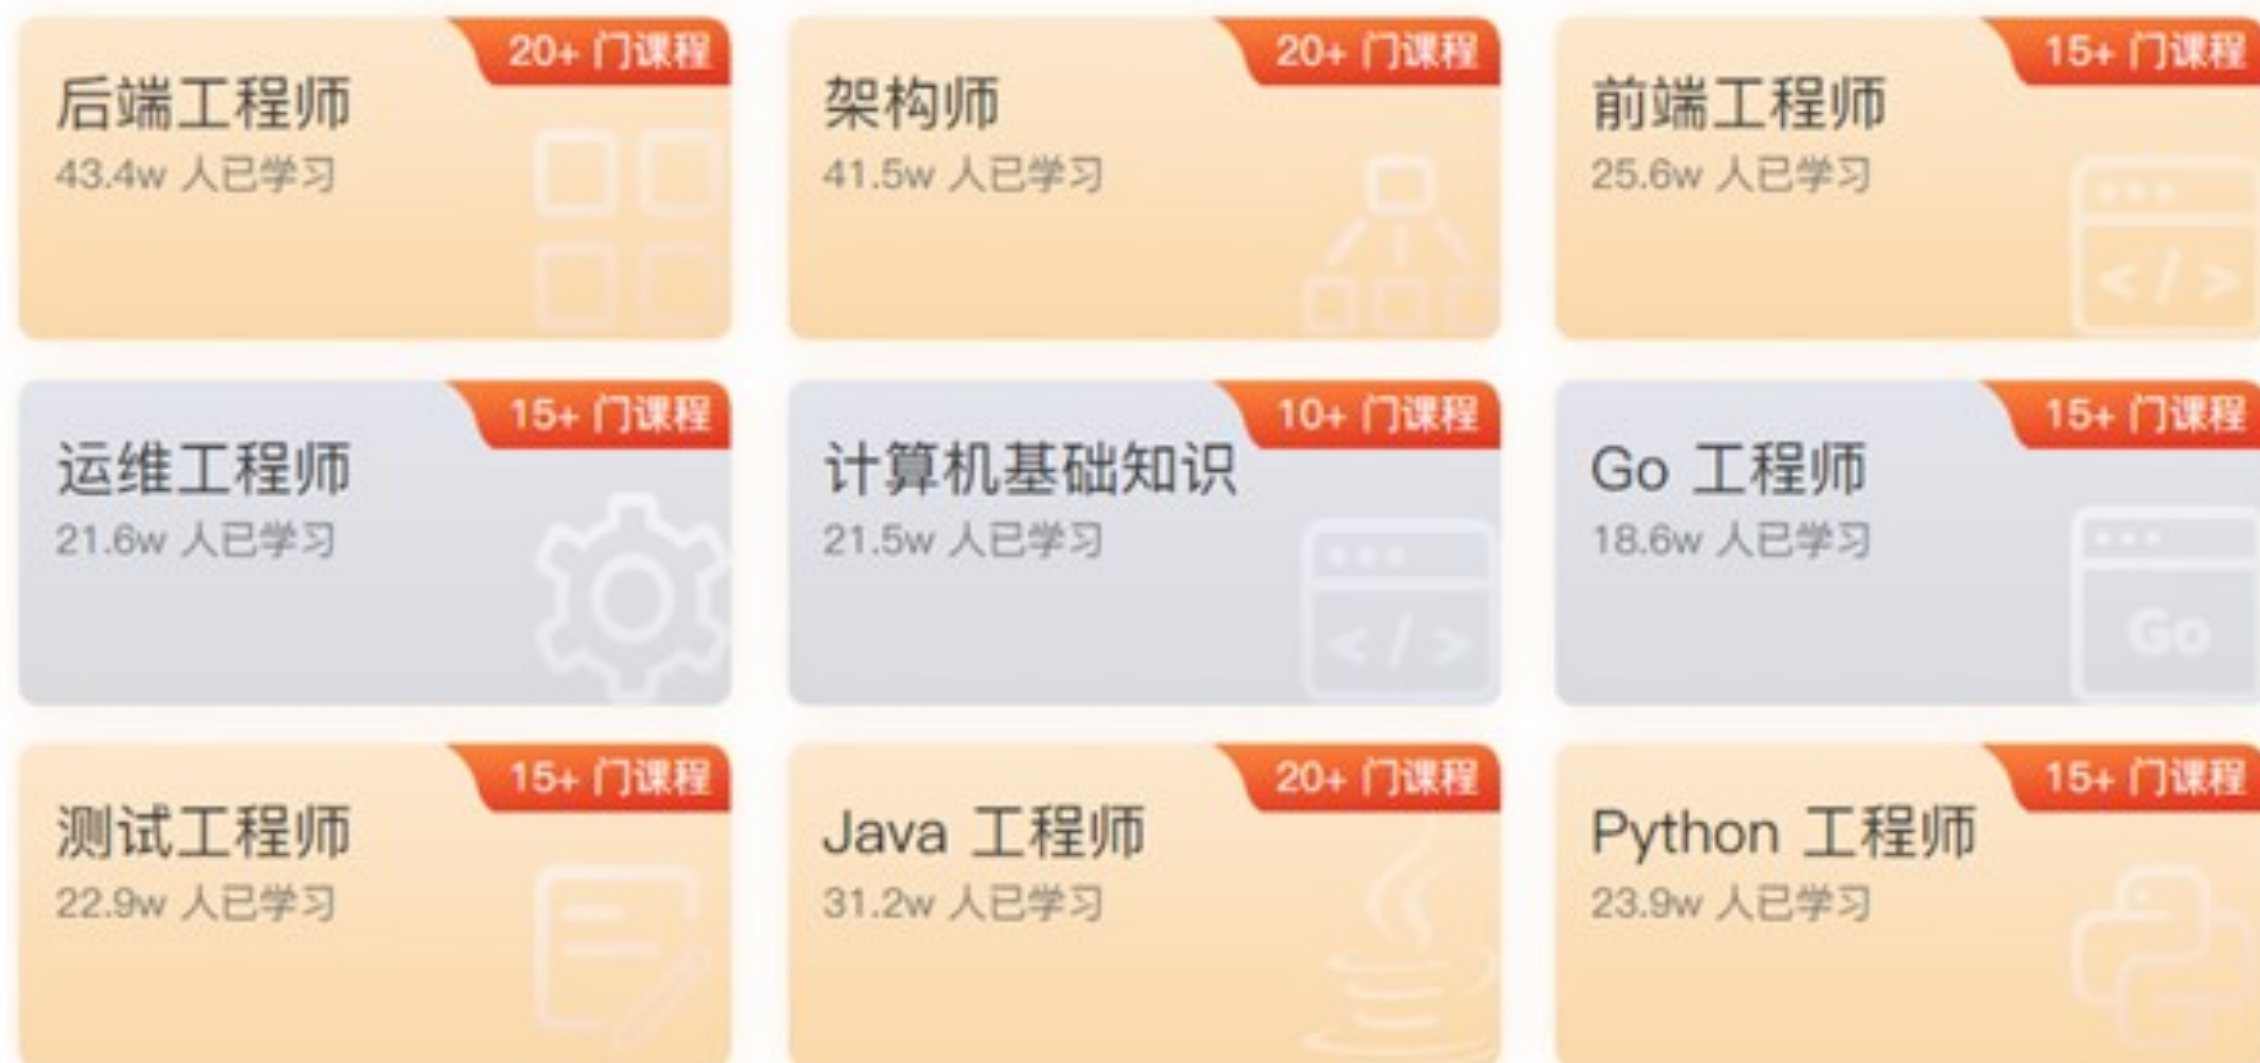 20+ 门课程
后端工程师
43.4w 人已学习
20+ 门课程
架构师
41.5w 人已学习
15+ 门课程
前端工程师
25.6w 人已学习
15+ 门课程
运维工程师
21.6w 人已学习
10+ 门课程
计算机基础知识
21.5w 人已学习
15+ 门课程
Go 工程师
18.6w 人已学习
Go
15+ 门课程
测试工程师
22.9w 人已学习
20+ 门课程
Java 工程师
31.2w 人已学习
15+ 门课程
Python 工程师
23.9w 人已学习